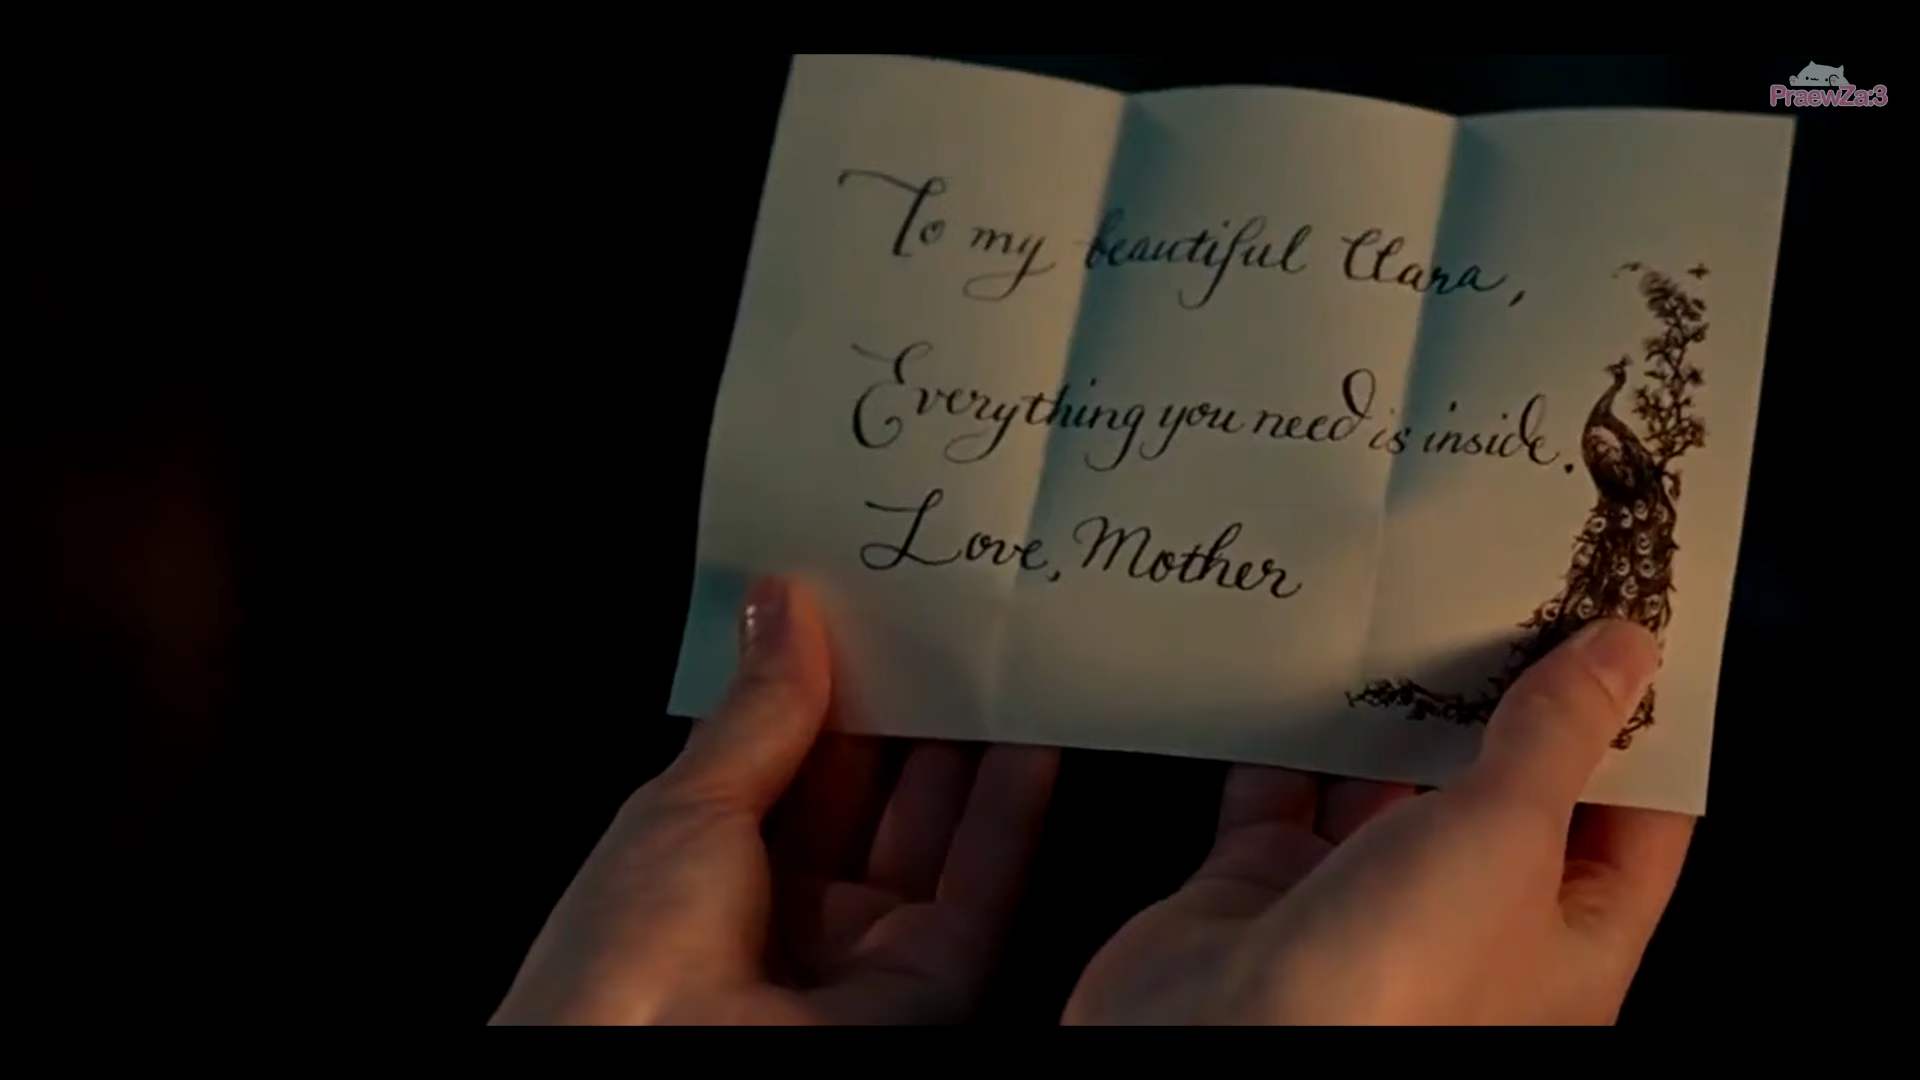 PraewZa:3
To my beautiful Clara,
Everything you need is inside.
Love, Mother